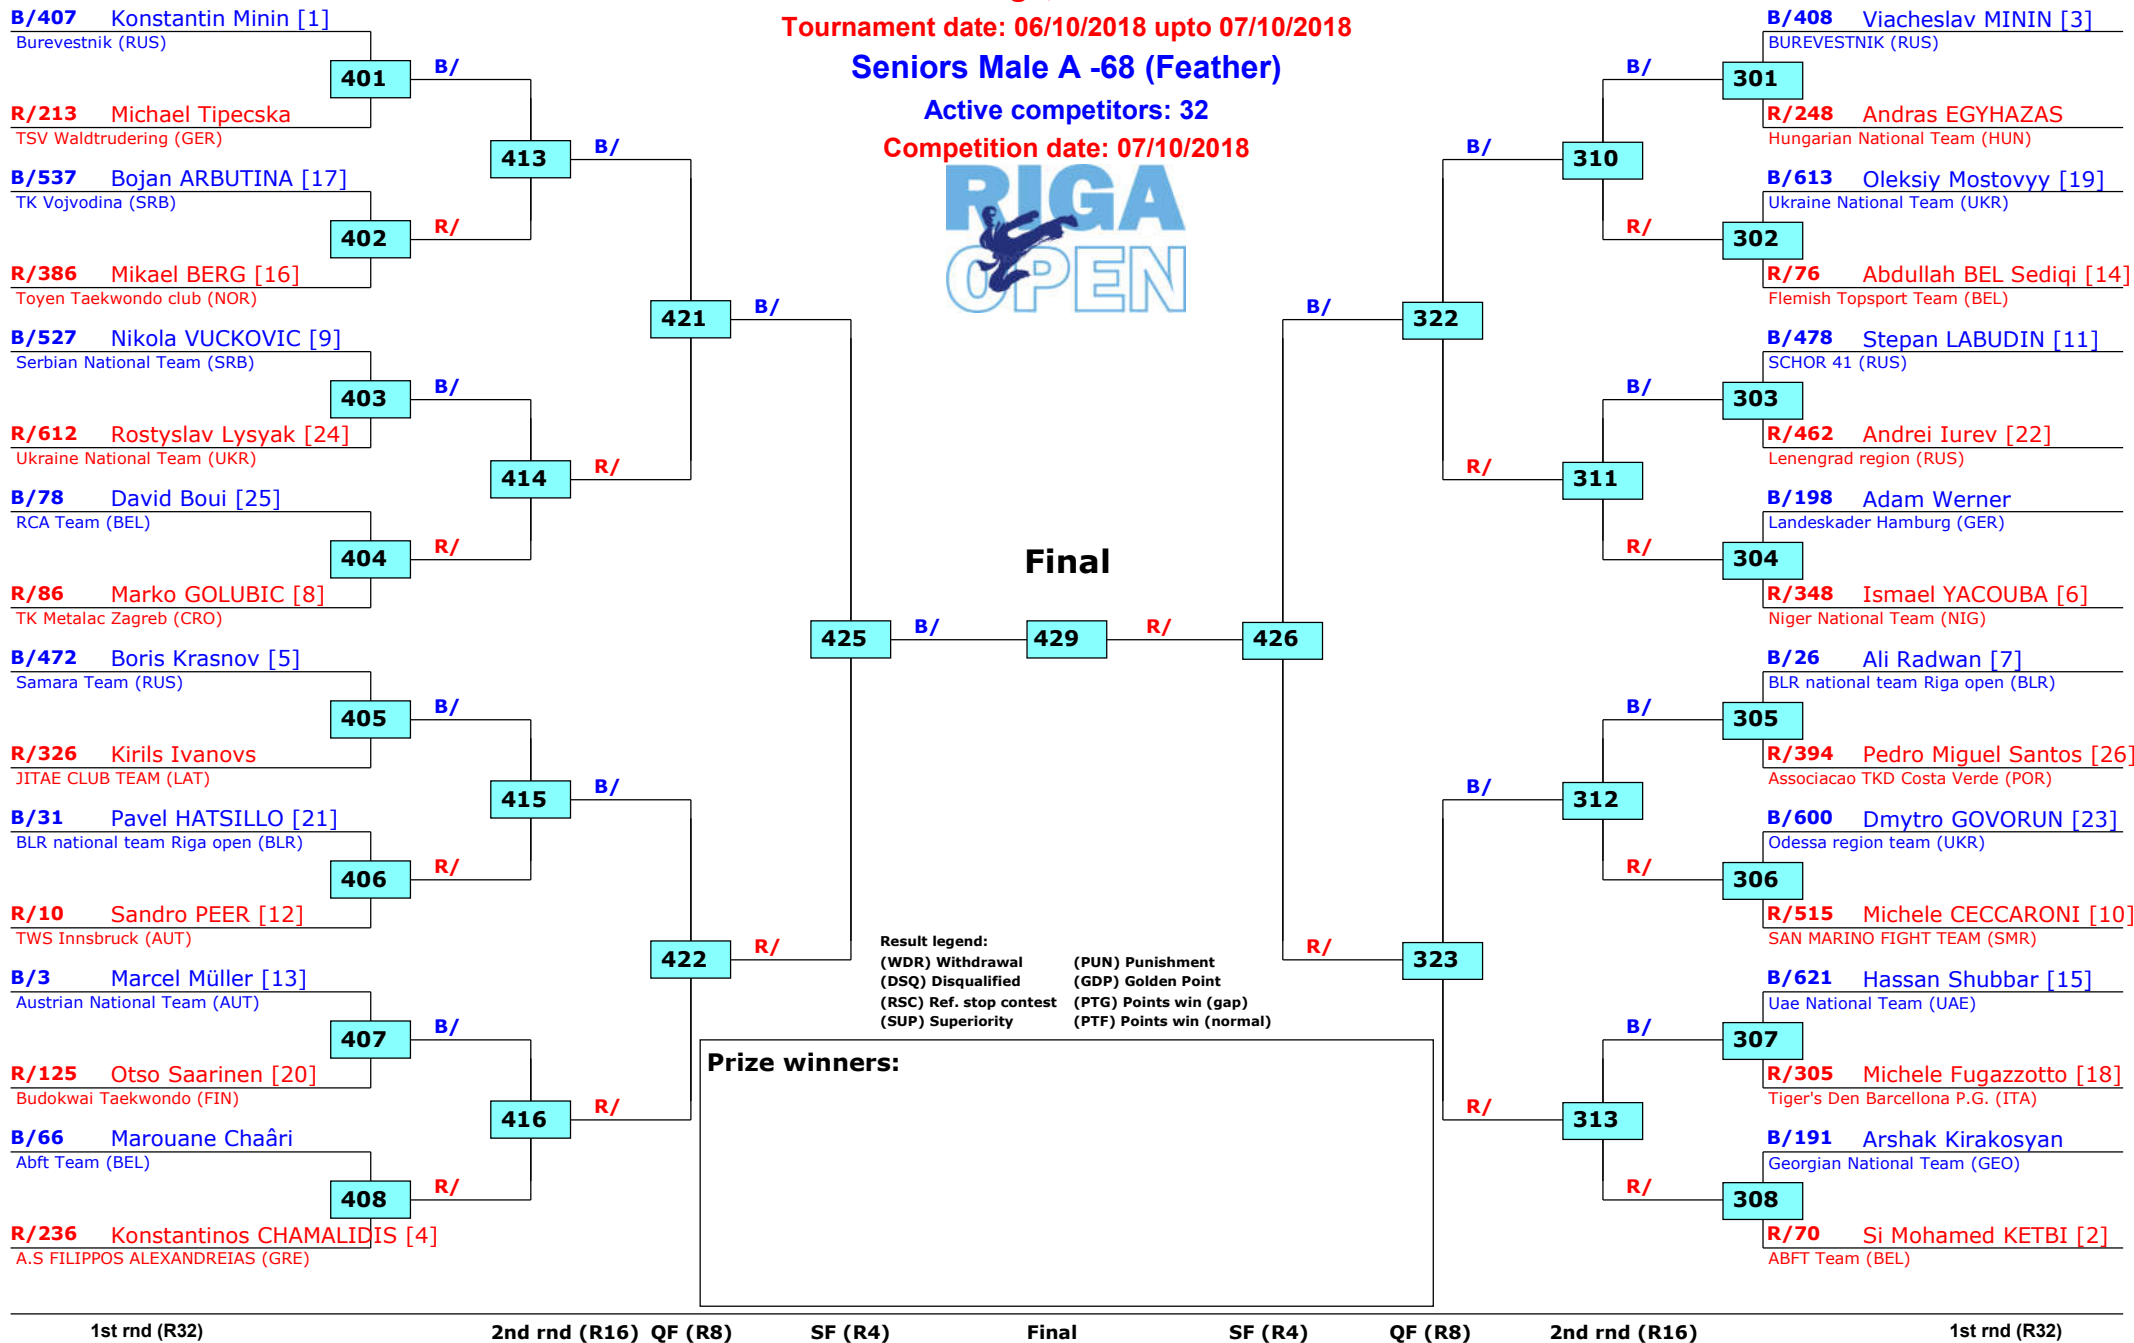 Tournament date: 06/10/2018 upto 07/10/2018
Seniors Male A -68 (Feather)
Active competitors: 32
Competition date: 07/10/2018
RIGA
OPEN
B/407 Konstantin Minin [1]
Burevestnik (RUS)
401 B/
R/213 Michael Tipecska
TSV Waldtrudering (GER)
413 B/
B/537 Bojan ARBUTINA [17]
TK Vojvodina (SRB)
402 R/
R/386 Mikael BERG [16]
Toyen Taekwondo club (NOR)
421 B/
B/527 Nikola VUCKOVIC [9]
Serbian National Team (SRB)
403 B/
R/612 Rostyslav Lysyak [24]
Ukraine National Team (UKR)
414 R/
B/78 David Boui [25]
RCA Team (BEL)
404 R/
R/86 Marko GOLUBIC [8]
TK Metalac Zagreb (CRO)
425 B/
B/472 Boris Krasnov [5]
Samara Team (RUS)
405 B/
R/326 Kirils Ivanovs
JITAE CLUB TEAM (LAT)
415 B/
B/31 Pavel HATSILLO [21]
BLR national team Riga open (BLR)
406 R/
R/10 Sandro PEER [12]
TWS Innsbruck (AUT)
422 R/
B/3 Marcel Müller [13]
Austrian National Team (AUT)
407 B/
R/125 Otso Saarinen [20]
Budokwai Taekwondo (FIN)
416 R/
B/66 Marouane Chaâri
Abft Team (BEL)
408 R/
R/236 Konstantinos CHAMALIDIS [4]
A.S FILIPPOS ALEXANDREIAS (GRE)
Final
429
B/408 Viacheslav MININ [3]
BUREVESTNIK (RUS)
B/ 301
R/248 Andras EGYHAZAS
Hungarian National Team (HUN)
B/ 310
B/613 Oleksiy Mostovyy [19]
Ukraine National Team (UKR)
R/ 302
R/76 Abdullah BEL Sediqi [14]
Flemish Topsport Team (BEL)
B/ 322
B/478 Stepan LABUDIN [11]
SCHOR 41 (RUS)
B/ 303
R/462 Andrei Iurev [22]
Lenengrad region (RUS)
R/ 311
B/198 Adam Werner
Landeskader Hamburg (GER)
R/ 304
R/348 Ismael YACOUBA [6]
Niger National Team (NIG)
R/ 426
B/26 Ali Radwan [7]
BLR national team Riga open (BLR)
B/ 305
R/394 Pedro Miguel Santos [26]
Associacao TKD Costa Verde (POR)
B/ 312
B/600 Dmytro GOVORUN [23]
Odessa region team (UKR)
R/ 306
R/515 Michele CECCARONI [10]
SAN MARINO FIGHT TEAM (SMR)
R/ 323
B/621 Hassan Shubbar [15]
Uae National Team (UAE)
B/ 307
R/305 Michele Fugazzotto [18]
Tiger's Den Barcellona P.G. (ITA)
R/ 313
B/191 Arshak Kirakosyan
Georgian National Team (GEO)
R/ 308
R/70 Si Mohamed KETBI [2]
ABFT Team (BEL)
Result legend:
(WDR) Withdrawal (PUN) Punishment
(DSQ) Disqualified (GDP) Golden Point
(RSC) Ref. stop contest (PTG) Points win (gap)
(SUP) Superiority (PTF) Points win (normal)
Prize winners:
1st rnd (R32) 2nd rnd (R16) QF (R8) SF (R4) Final SF (R4) QF (R8) 2nd rnd (R16) 1st rnd (R32)